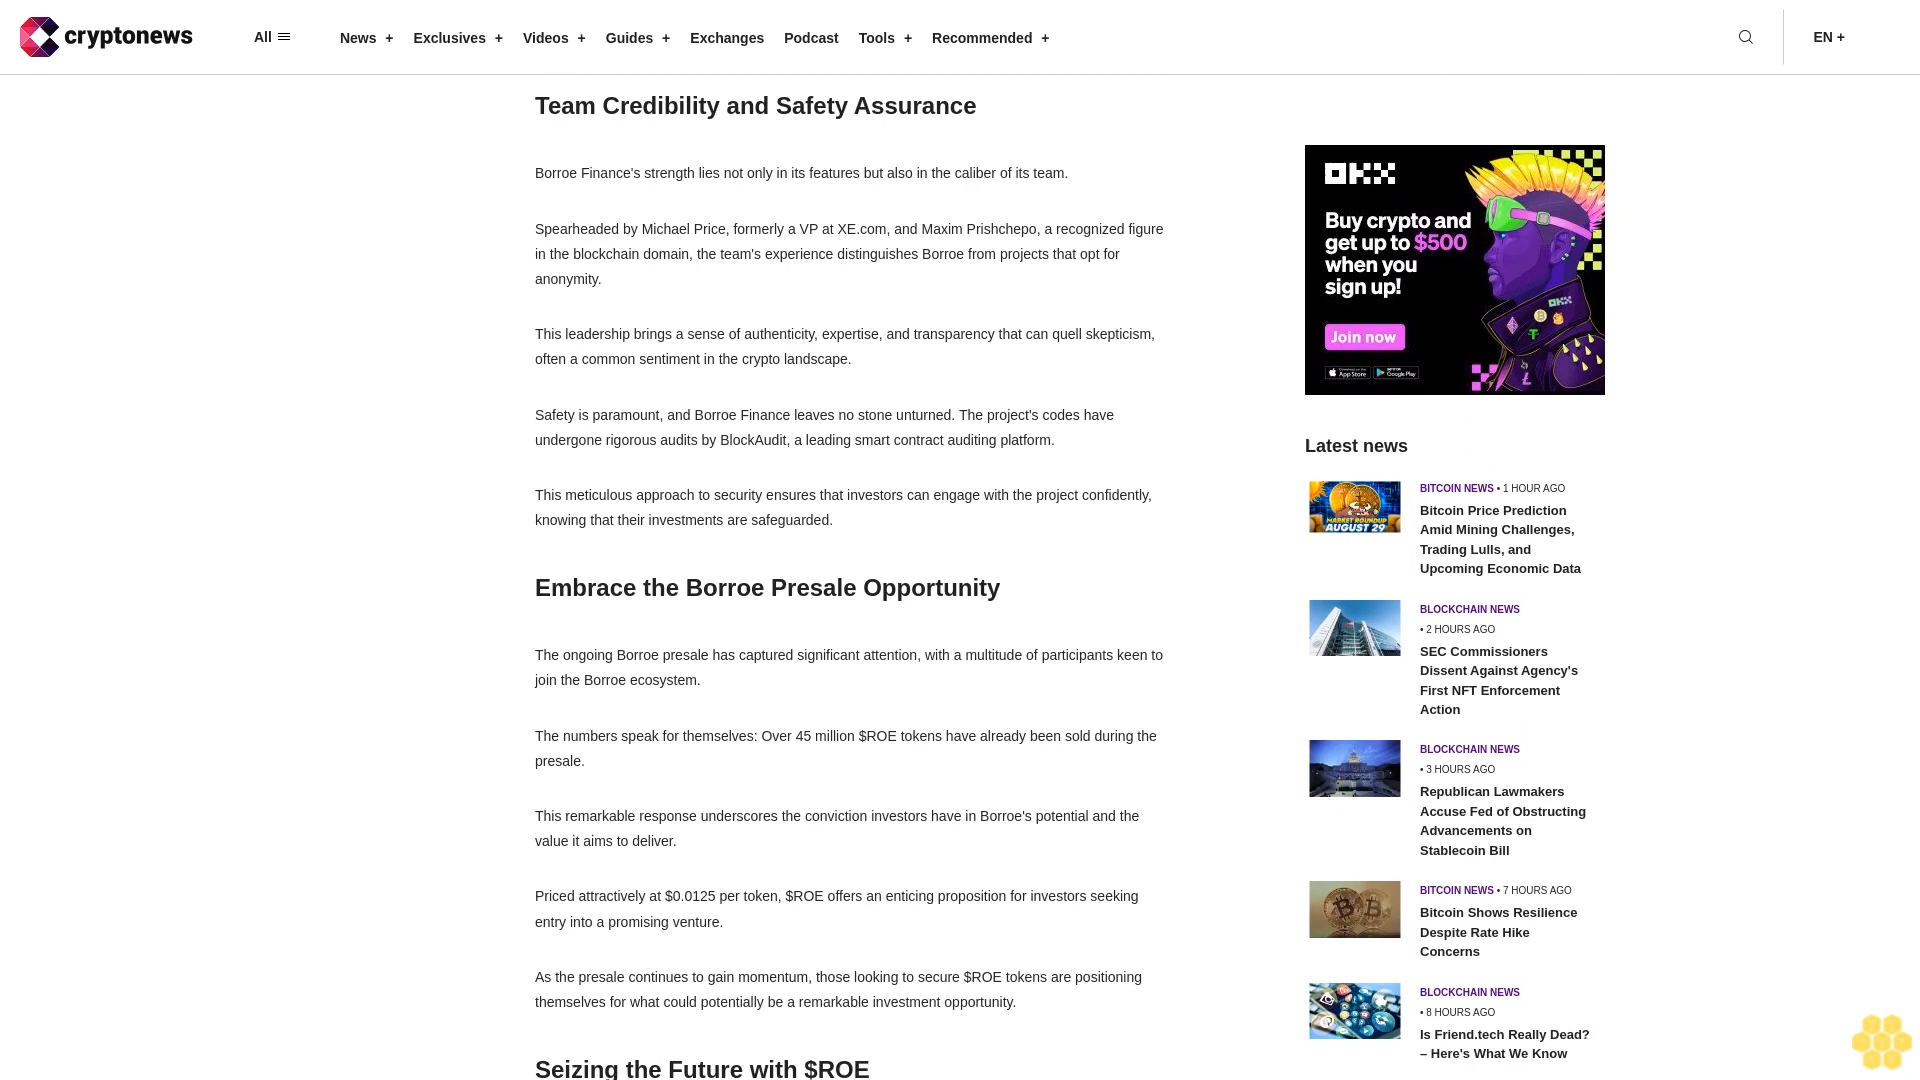 cryptonews
All
News +
Exclusives +
Videos +
Guides +
Exchanges
Podcast
Tools +
Recommended +
EN +
Team Credibility and Safety Assurance
Borroe Finance's strength lies not only in its features but also in the caliber of its team.
Spearheaded by Michael Price, formerly a VP at XE.com, and Maxim Prishchepo, a recognized figure
in the blockchain domain, the team's experience distinguishes Borroe from projects that opt for
anonymity.
This leadership brings a sense of authenticity, expertise, and transparency that can quell skepticism,
often a common sentiment in the crypto landscape.
Safety is paramount, and Borroe Finance leaves no stone unturned. The project's codes have
undergone rigorous audits by BlockAudit, a leading smart contract auditing platform.
This meticulous approach to security ensures that investors can engage with the project confidently,
knowing that their investments are safeguarded.
Embrace the Borroe Presale Opportunity
The ongoing Borroe presale has captured significant attention, with a multitude of participants keen to
join the Borroe ecosystem.
The numbers speak for themselves: Over 45 million $ROE tokens have already been sold during the
presale.
This remarkable response underscores the conviction investors have in Borroe's potential and the
value it aims to deliver.
Priced attractively at $0.0125 per token, $ROE offers an enticing proposition for investors seeking
entry into a promising venture.
As the presale continues to gain momentum, those looking to secure $ROE tokens are positioning
themselves for what could potentially be a remarkable investment opportunity.
Seizing the Future with $ROE
OKX
Buy crypto and
get up to $500
when you
sign up!
Join now
App Store
Google Play
OKX
Latest news
MARKET ROUNDUP
AUGUST 29
BITCOIN NEWS • 1 HOUR AGO
Bitcoin Price Prediction
Amid Mining Challenges,
Trading Lulls, and
Upcoming Economic Data
BLOCKCHAIN NEWS
• 2 HOURS AGO
SEC Commissioners
Dissent Against Agency's
First NFT Enforcement
Action
BLOCKCHAIN NEWS
• 3 HOURS AGO
Republican Lawmakers
Accuse Fed of Obstructing
Advancements on
Stablecoin Bill
BITCOIN NEWS • 7 HOURS AGO
Bitcoin Shows Resilience
Despite Rate Hike
Concerns
BLOCKCHAIN NEWS
• 8 HOURS AGO
Is Friend.tech Really Dead?
– Here's What We Know